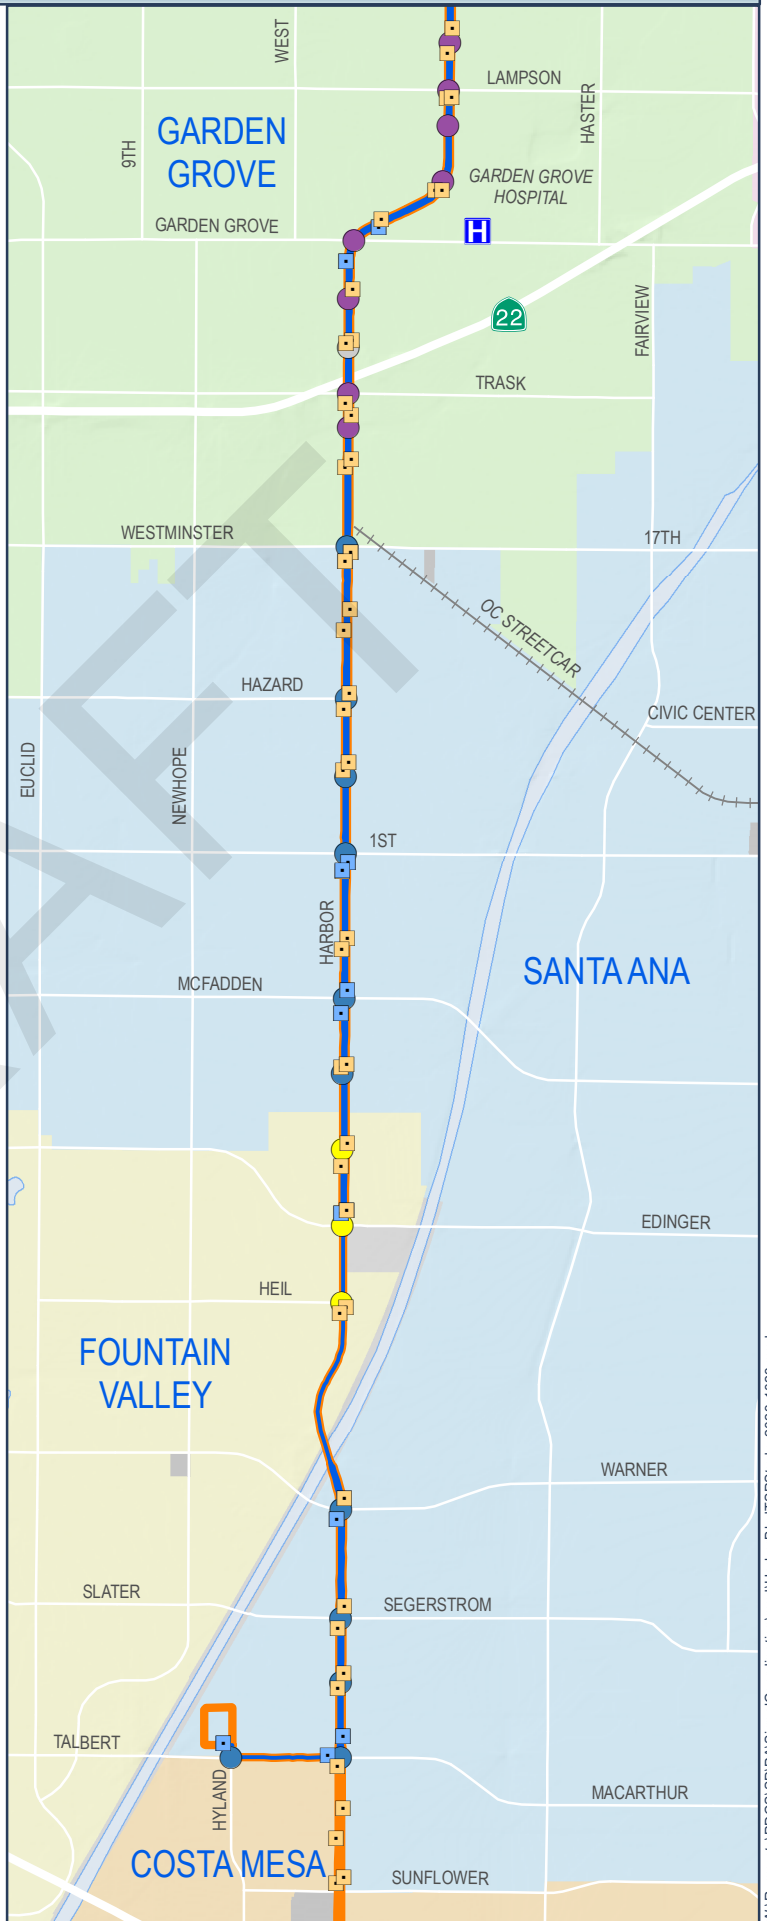 WEST
LAMPSON
HASTER
GARDEN
GROVE
9TH
GARDEN GROVE
HOSPITAL
GARDEN GROVE
H
22
FAIRVIEW
TRASK
WESTMINSTER
17TH
OC STREETCAR
HAZARD
CIVIC CENTER
EUCLID
NEWHOPE
1ST
HARBOR
SANTA ANA
MCFADDEN
EDINGER
HEIL
FOUNTAIN
VALLEY
WARNER
SLATER
SEGERSTROM
TALBERT
HYLAND
MACARTHUR
COSTA MESA
SUNFLOWER
AFT